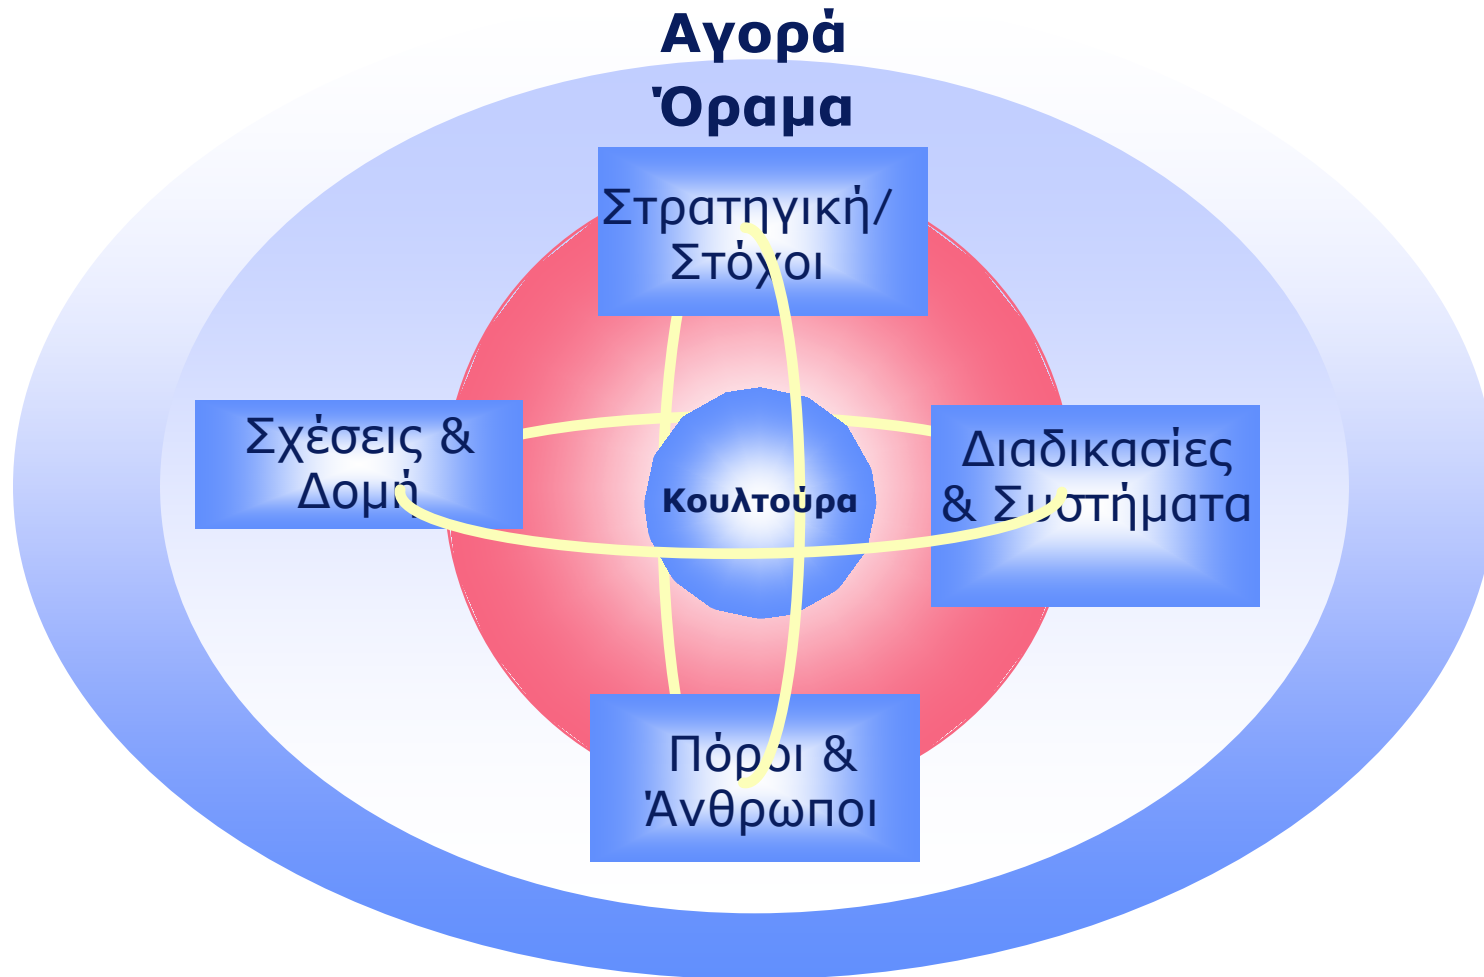 Αγορά
Όραμα
Στρατηγική/
Στόχοι
Σχέσεις &
Δομή
Κουλτούρα
Διαδικασίες
& Συστήματα
Πόροι &
Άνθρωποι